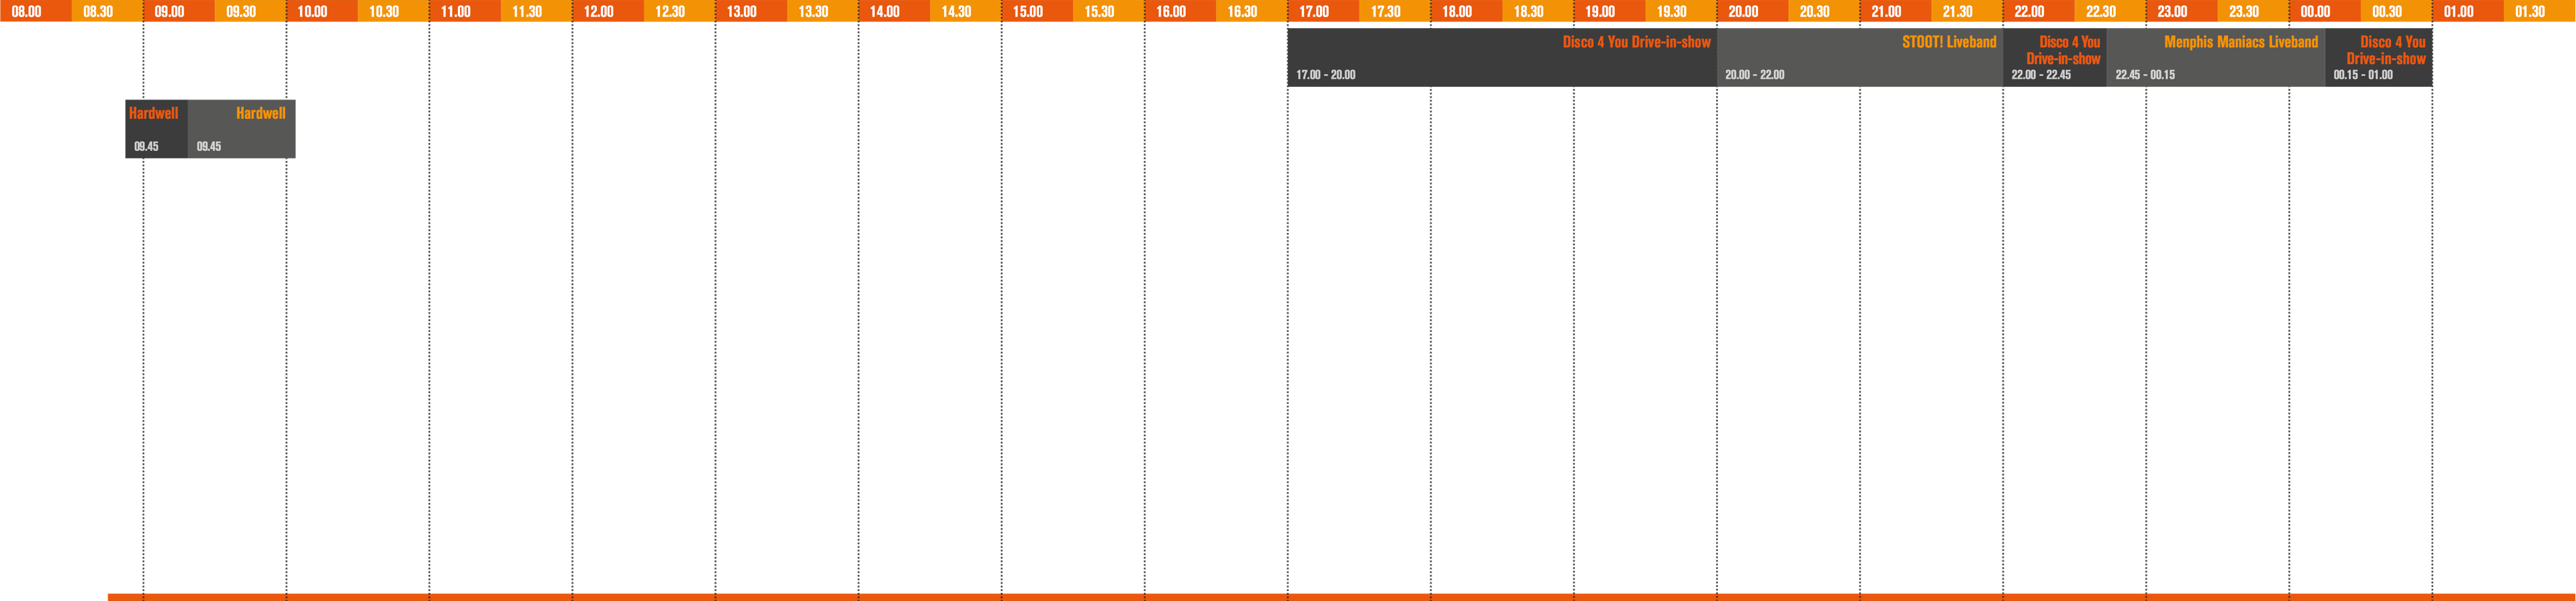 08.00 08.30 09.00 09.30 10.00 10.30 11.00 11.30 12.00 12.30 13.00 13.30 14.00 14.30 15.00 15.30 16.00 16.30 17.00 17.30 18.00 18.30 19.00 19.30 20.00 20.30 21.00 21.30 22.00 22.30 23.00 23.30 00.00 00.30 01.00 01.30
Disco 4 You Drive-in-show
17.00 - 20.00
STOOT! Liveband
20.00 - 22.00
Disco 4 You
Drive-in-show
22.00 - 22.45
Menphis Maniacs Liveband
22.45 - 00.15
Disco 4 You
Drive-in-show
00.15 - 01.00
Hardwell
09.45
Hardwell
09.45